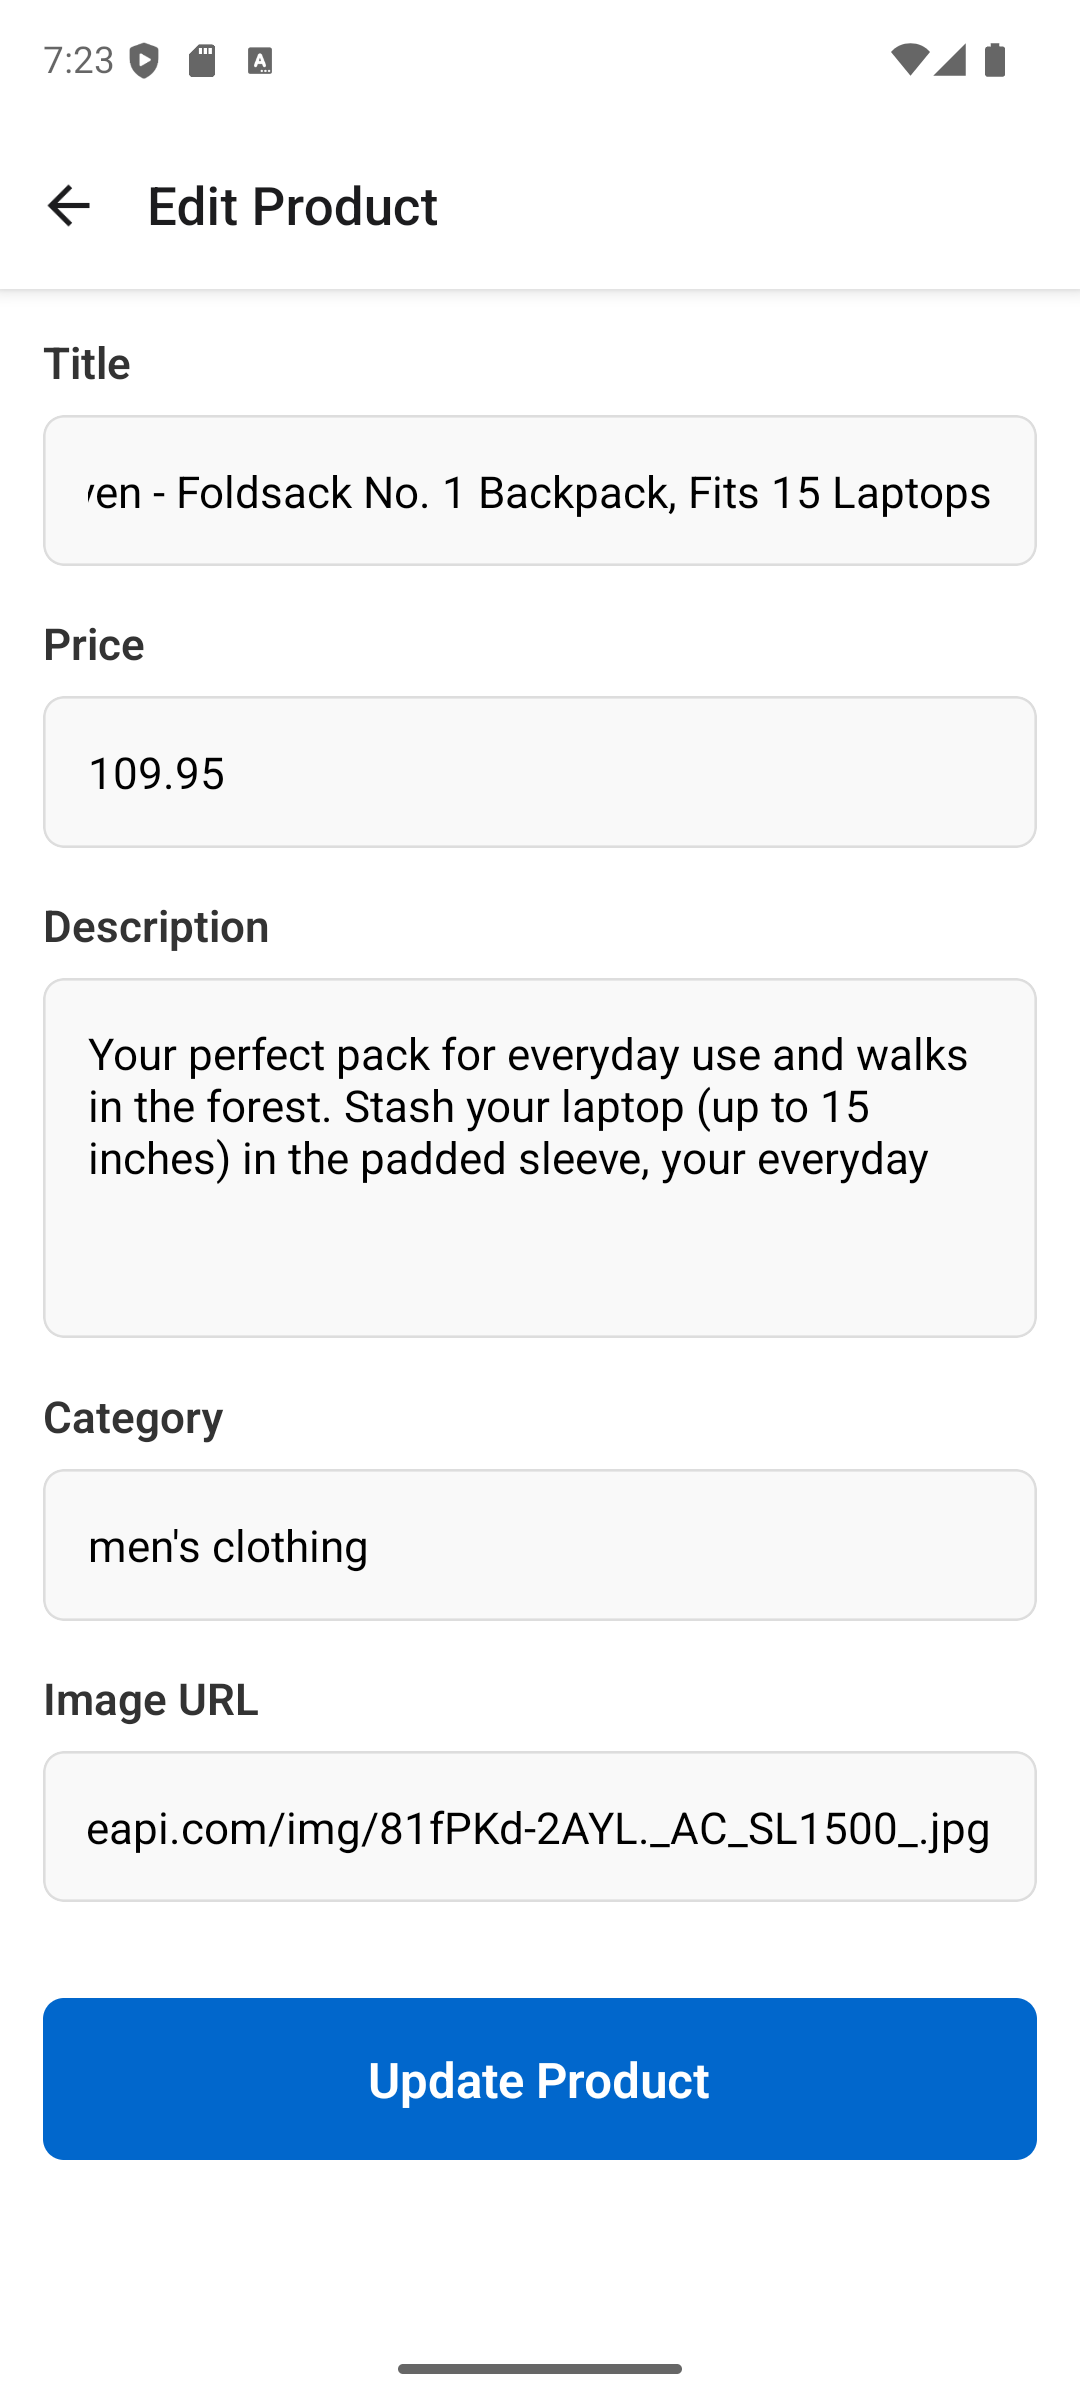 7:23
Edit Product
Title
en - Foldsack No. 1 Backpack, Fits 15 Laptops
Price
109.95
Description
Your perfect pack for everyday use and walks
in the forest. Stash your laptop (up to 15
inches) in the padded sleeve, your everyday
Category
men's clothing
Image URL
eapi.com/img/81fPKd-2AYL._AC_SL1500_.jpg
Update Product